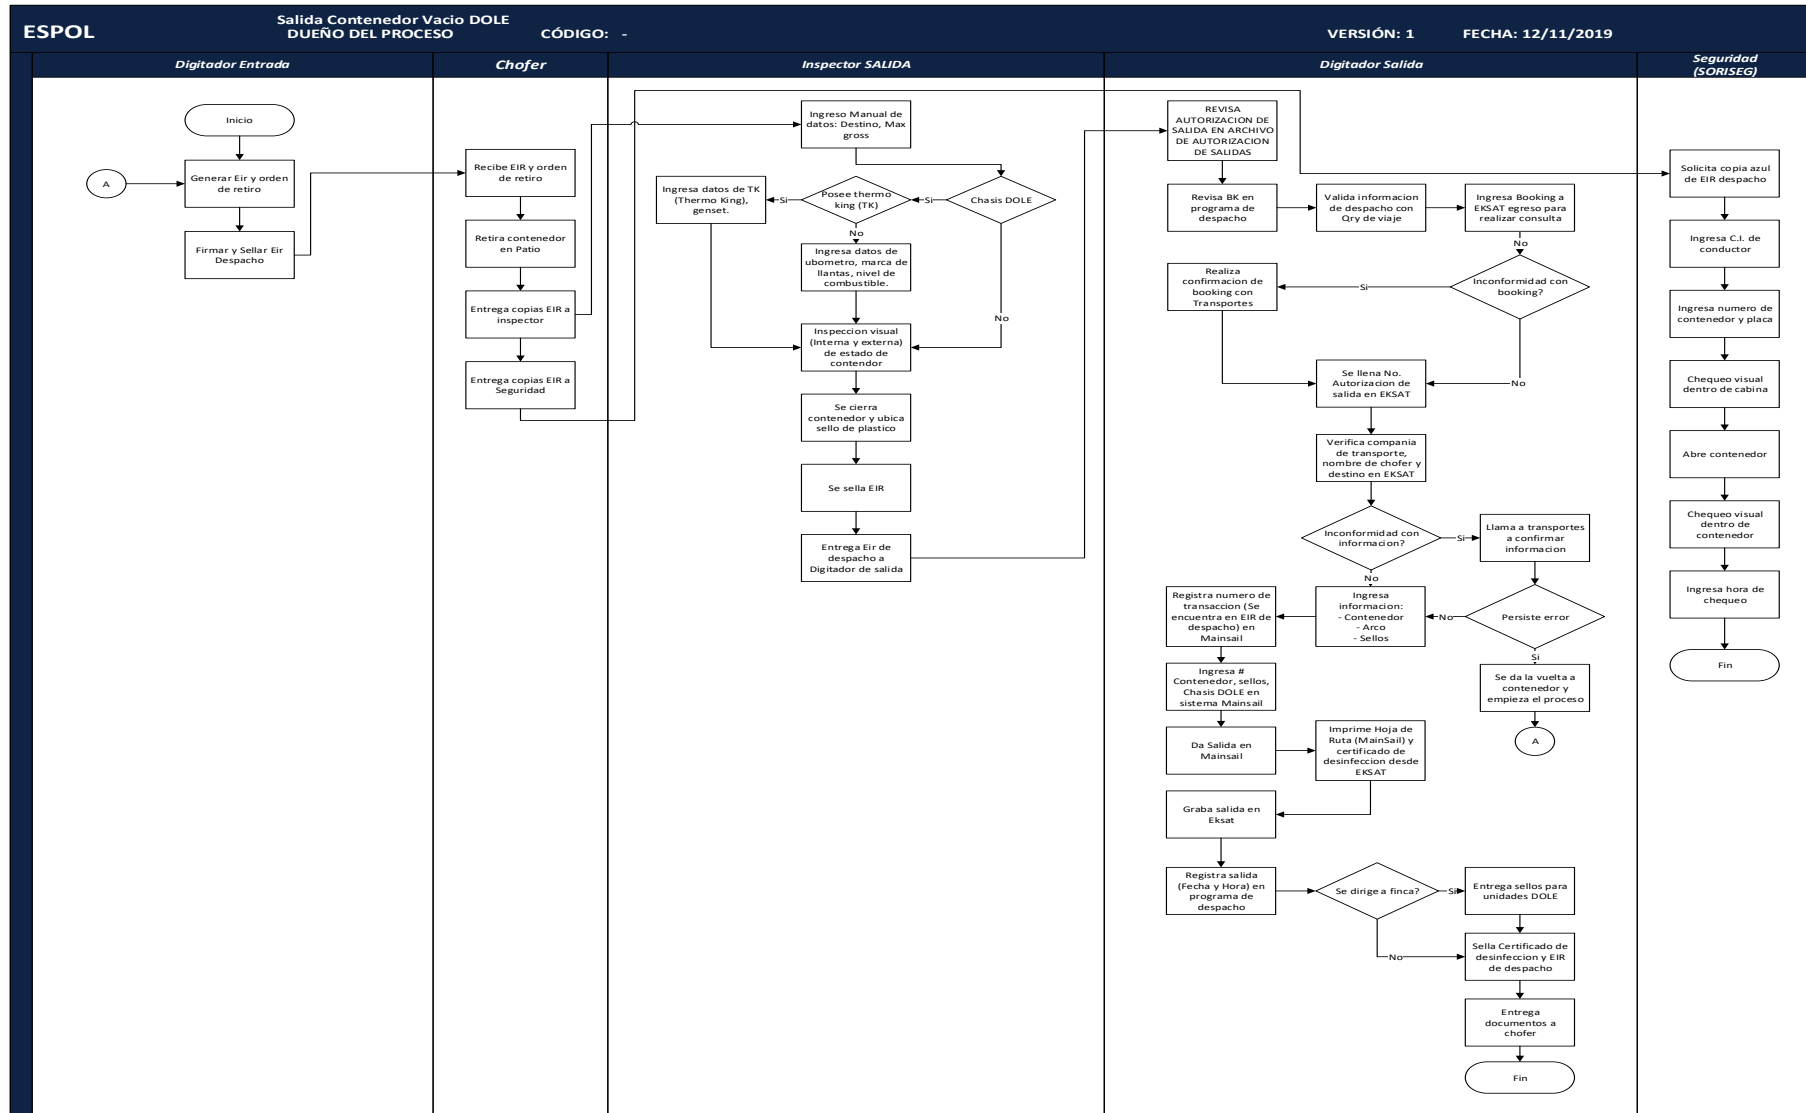 ESPOL
Salida Contenedor Vacio DOLE
DUEÑO DEL PROCESO
CÓDIGO: -
VERSIÓN: 1
FECHA: 12/11/2019
Digitador Entrada
Chofer
Inspector SALIDA
Digitador Salida
Seguridad
(SORISEG)
Inicio
A
Generar Eir y orden
de retiro
Firmar y Sellar Eir
Despacho
Recibe EIR y orden
de retiro
Retira contenedor
en Patio
Entrega copias EIR a
inspector
Entrega copias EIR a
Seguridad
Ingreso Manual de
datos: Destino, Max
gross
Chasis DOLE
Si
Posee thermo
king (TK)
Si
Ingresa datos de TK
(Thermo King),
genset.
No
Ingresa datos de
ubometro, marca de
llantas, nivel de
combustible.
No
Inspeccion visual
(Interna y externa)
de estado de
contendor
Se cierra
contenedor y ubica
sello de plastico
Se sella EIR
Entrega Eir de
despacho a
Digitador de salida
REVISA
AUTORIZACION DE
SALIDA EN ARCHIVO
DE AUTORIZACION
DE SALIDAS
Revisa BK en
programa de
despacho
Valida informacion
de despacho con
Qry de viaje
Ingresa Booking a
EKSAT egreso para
realizar consulta
No
Inconformidad con
booking?
Si
Realiza
confirmacion de
booking con
Transportes
No
Se llena No.
Autorizacion de
salida en EKSAT
Verifica compania
de transporte,
nombre de chofer y
destino en EKSAT
Inconformidad con
informacion?
Si
Llama a transportes
a confirmar
informacion
No
Persiste error
No
Ingresa
informacion:
- Contenedor
- Arco
- Sellos
Registra numero de
transaccion (Se
encuentra en EIR de
despacho) en
Mainsail
Si
Se da la vuelta a
contenedor y
empieza el proceso
A
Ingresa #
Contenedor, sellos,
Chasis DOLE en
sistema Mainsail
Da Salida en
Mainsail
Imprime Hoja de
Ruta (MainSail) y
certificado de
desinfeccion desde
EKSAT
Graba salida en
Eksat
Registra salida
(Fecha y Hora) en
programa de
despacho
Se dirige a finca?
Si
Entrega sellos para
unidades DOLE
No
Sella Certificado de
desinfeccion y EIR
de despacho
Entrega
documentos a
chofer
Fin
Solicita copia azul
de EIR despacho
Ingresa C.I. de
conductor
Ingresa numero de
contenedor y placa
Chequeo visual
dentro de cabina
Abre contenedor
Chequeo visual
dentro de
contenedor
Ingresa hora de
chequeo
Fin